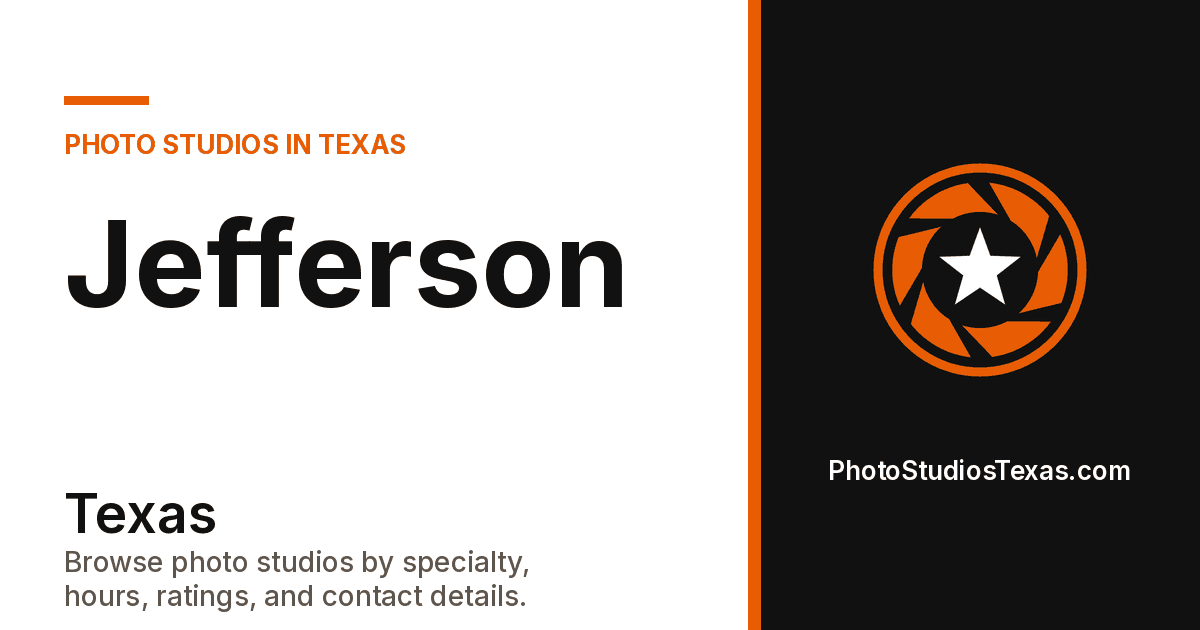 PHOTO STUDIOS IN TEXAS
Jefferson
Texas
Browse photo studios by specialty,
hours, ratings, and contact details.
PhotoStudiosTexas.com